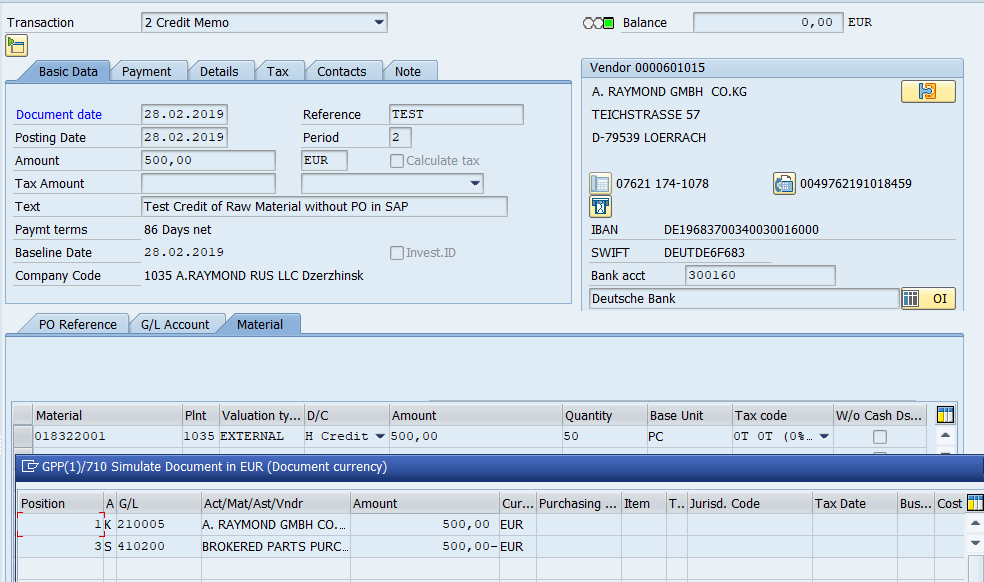 Transaction 2 Credit Memo Balance 0,00 EUR
Basic Data Payment Details Tax Contacts Note
Document date 28.02.2019 Reference TEST
Posting Date 28.02.2019 Period 2
Amount 500,00 EUR Calculate tax
Tax Amount
Text Test Credit of Raw Material without PO in SAP
Paymt terms 86 Days net
Baseline Date 28.02.2019 Invest.ID
Company Code 1035 A.RAYMOND RUS LLC Dzerzhinsk
Vendor 0000601015
A. RAYMOND GMBH CO.KG
TEICHSTRASSE 57
D-79539 LOERRACH
07621 174-1078 0049762191018459
IBAN DE19683700340030016000
SWIFT DEUTDE6F683
Bank acct 300160
Deutsche Bank OI
PO Reference G/L Account Material
Material Plnt Valuation ty... D/C Amount Quantity Base Unit Tax code W/o Cash Ds...
018322001 1035 EXTERNAL H Credit 500,00 50 PC 0T 0T (0%...
GPP(1)/710 Simulate Document in EUR (Document currency)
Position A G/L Act/Mat/Ast/Vndr Amount Cur... Purchasing ... Item T.. Jurisd. Code Tax Date Bus... Cost
1 K 210005 A. RAYMOND GMBH CO.... 500,00 EUR
3 S 410200 BROKERED PARTS PURC... 500,00- EUR